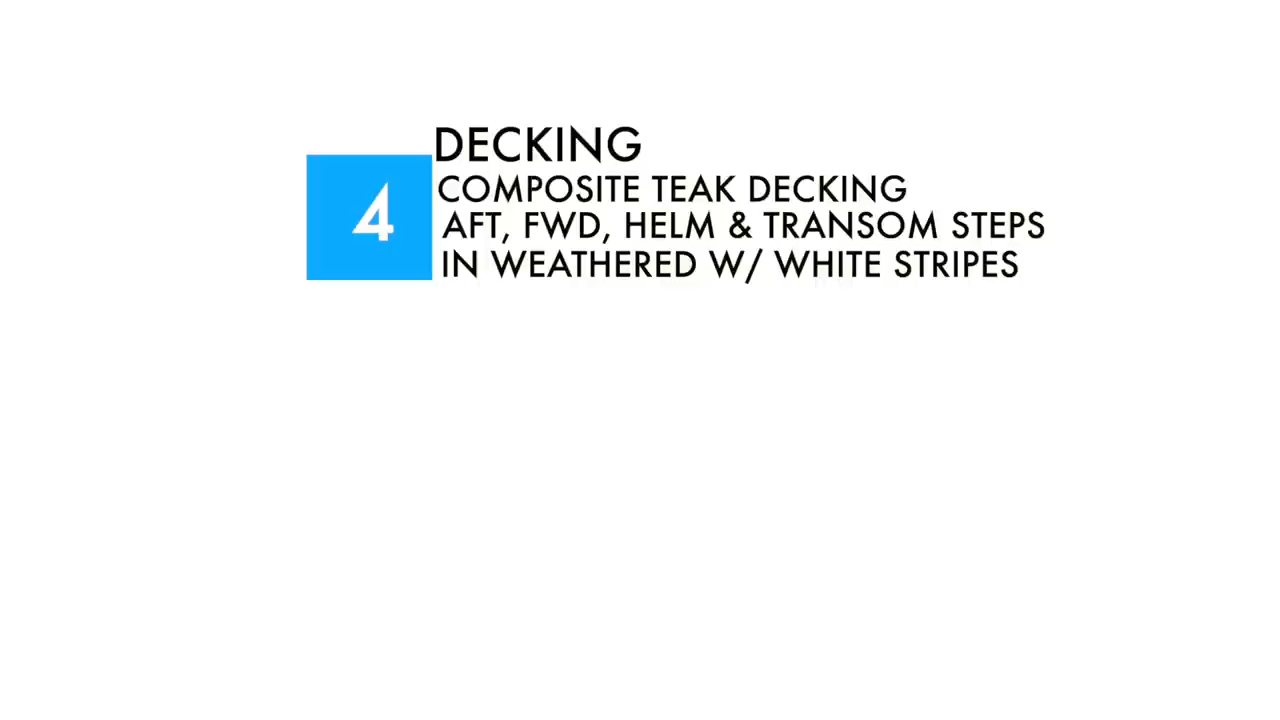 DECKING
4
COMPOSITE TEAK DECKING
AFT, FWD, HELM & TRANSOM STEPS
IN WEATHERED W/ WHITE STRIPES